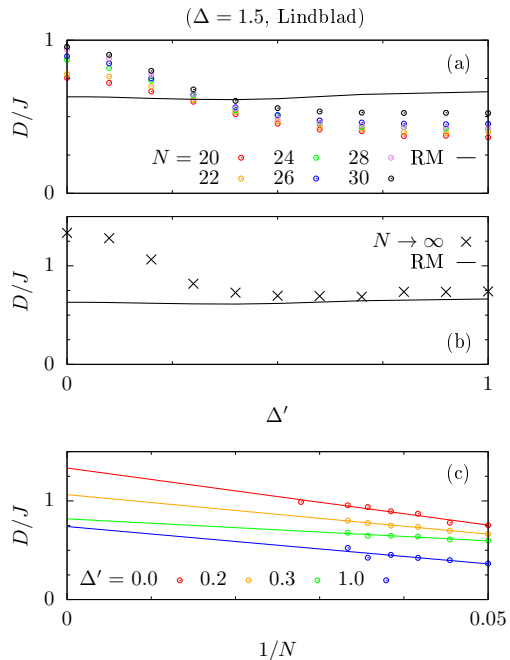 (Δ = 1.5, Lindblad)
1
(a)
D/J
N = 20 24 28 RM
22 26 30
0
N → ∞
1
RM
D/J
(b)
0
0 1
Δ′
(c)
1
D/J
Δ′ = 0.0 0.2 0.3 1.0
0
0 0.05
1/N